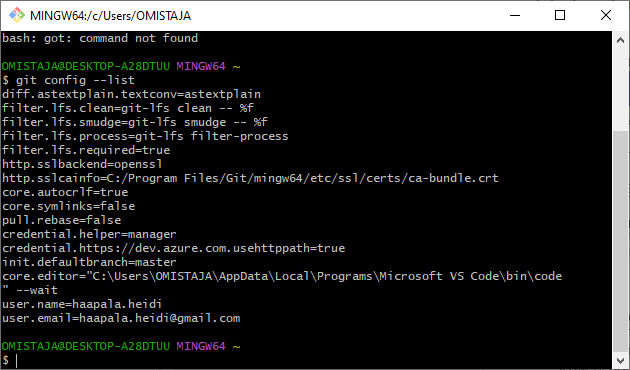 MINGW64:/c/Users/OMISTAJA
bash: got: command not found
OMISTAJA@DESKTOP-A28DTUU MINGW64 ~
$ git config --list
diff.astextplain.textconv=astextplain
filter.lfs.clean=git-lfs clean -- %f
filter.lfs.smudge=git-lfs smudge -- %f
filter.lfs.process=git-lfs filter-process
filter.lfs.required=true
http.sslbackend=openssl
http.sslcainfo=C:/Program Files/Git/mingw64/etc/ssl/certs/ca-bundle.crt
core.autocrlf=true
core.symlinks=false
pull.rebase=false
credential.helper=manager
credential.https://dev.azure.com.usehttppath=true
init.defaultbranch=master
core.editor="C:\Users\OMISTAJA\AppData\Local\Programs\Microsoft VS Code\bin\code
" --wait
user.name=haapala.heidi
user.email=haapala.heidi@gmail.com
OMISTAJA@DESKTOP-A28DTUU MINGW64 ~
$